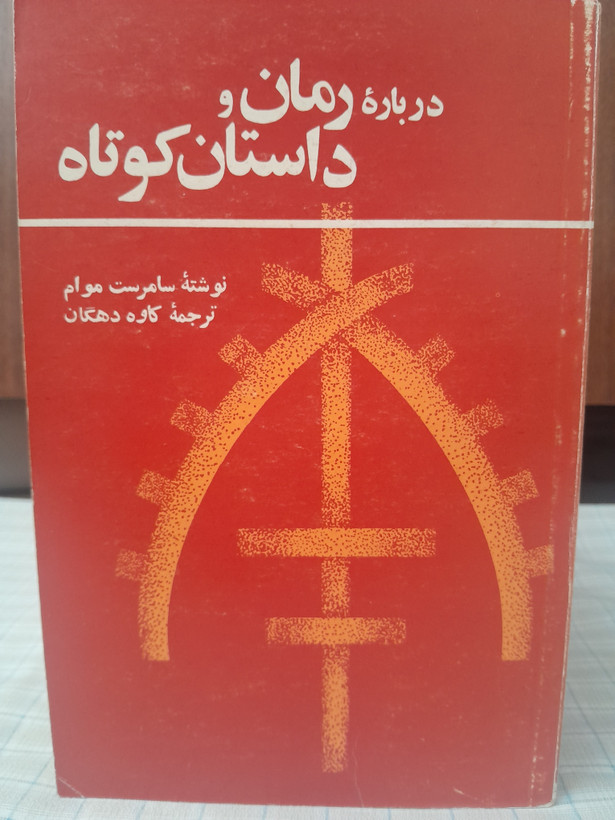 دربارهٔ رمان و
داستان کوتاه
نوشتهٔ سامرست موام
ترجمهٔ کاوه دهگان